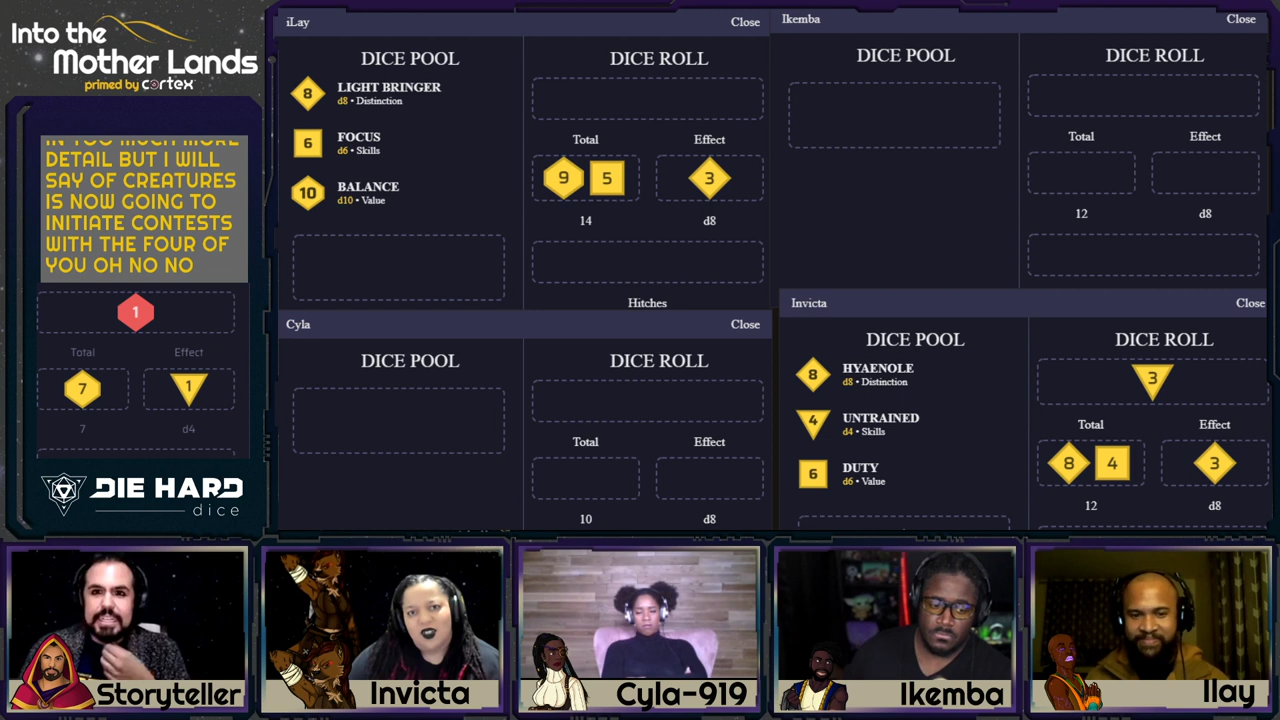 Into the
Mother Lands
primed by cortex
IN TOO MUCH MORE
DETAIL BUT I WILL
SAY OF CREATURES
IS NOW GOING TO
INITIATE CONTESTS
WITH THE FOUR OF
YOU OH NO NO
1
Total
Effect
7
1
7
d4
DIE HARD
dice
iLay
Close
DICE POOL
DICE ROLL
8
LIGHT BRINGER
d8 • Distinction
6
FOCUS
d6 • Skills
10
BALANCE
d10 • Value
Total
Effect
9
5
3
14
d8
Hitches
Ikemba
Close
DICE POOL
DICE ROLL
Total
Effect
12
d8
Cyla
Close
DICE POOL
DICE ROLL
Total
Effect
10
d8
Invicta
Close
DICE POOL
DICE ROLL
8
HYAENOLE
d8 • Distinction
4
UNTRAINED
d4 • Skills
6
DUTY
d6 • Value
3
Total
Effect
8
4
3
12
d8
Storyteller
Invicta
Cyla-919
Ikemba
Ilay